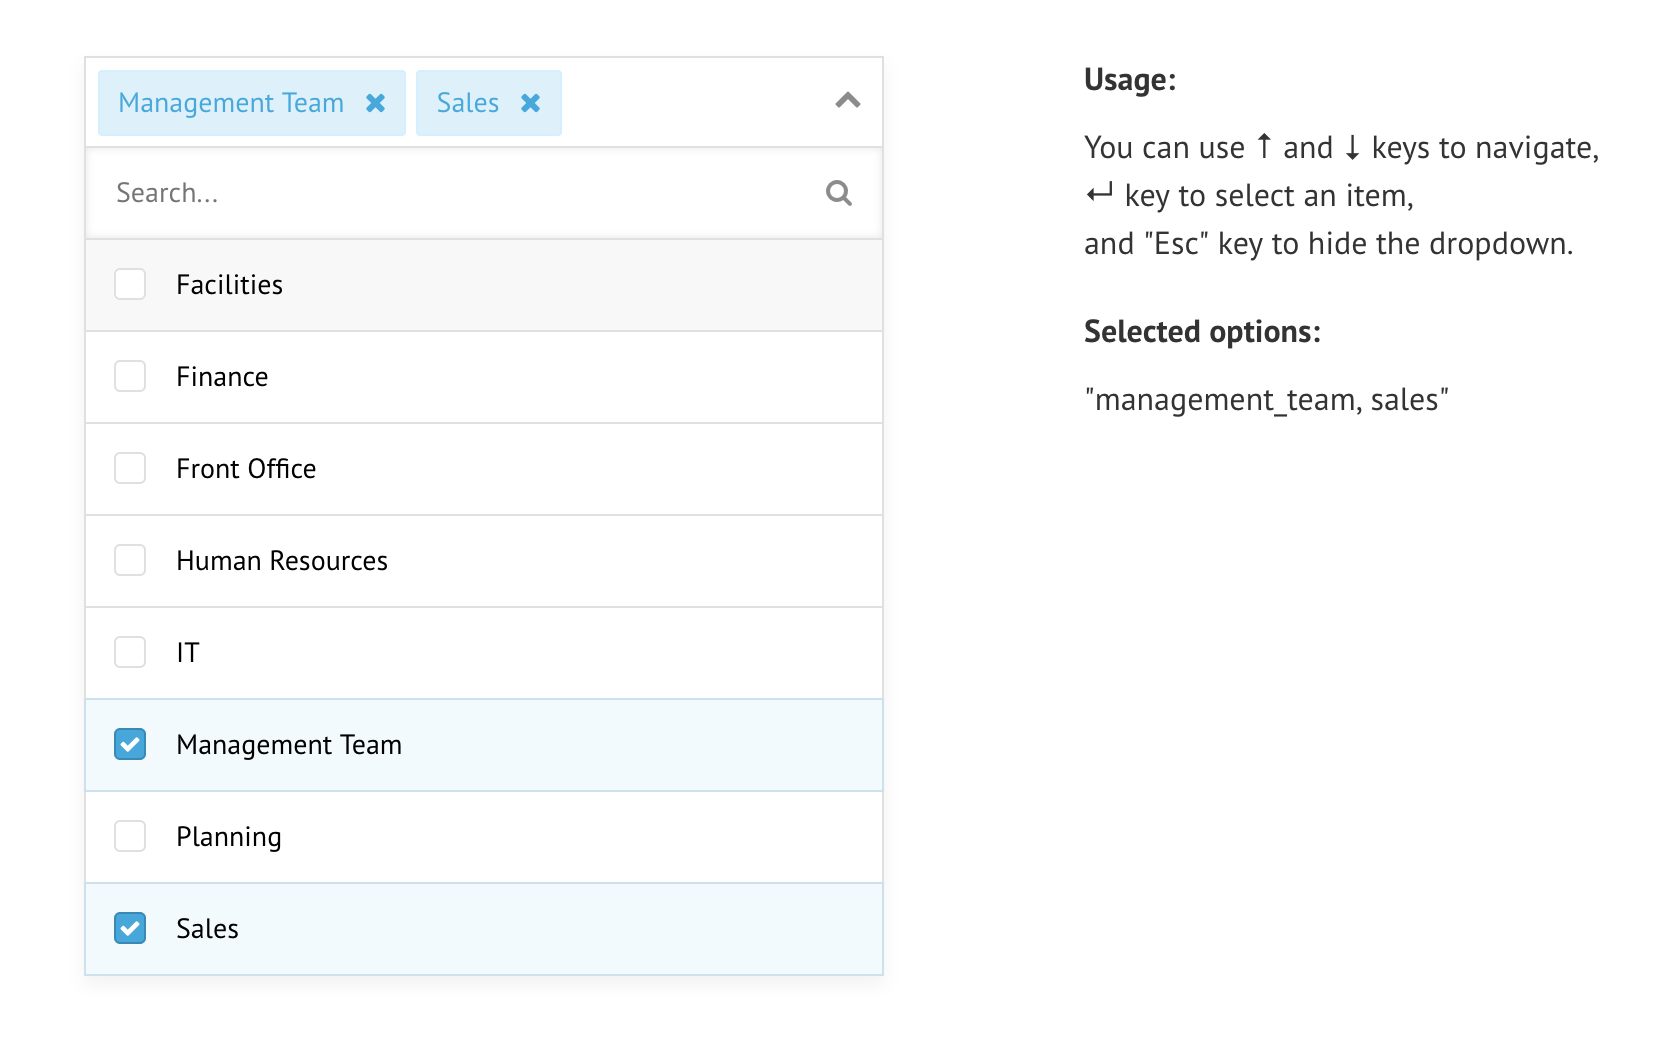 Management Team
Sales
Search...
Facilities
Finance
Front Office
Human Resources
IT
Management Team
Planning
Sales
Usage:
You can use ↑ and ↓ keys to navigate,
↵ key to select an item,
and "Esc" key to hide the dropdown.
Selected options:
"management_team, sales"